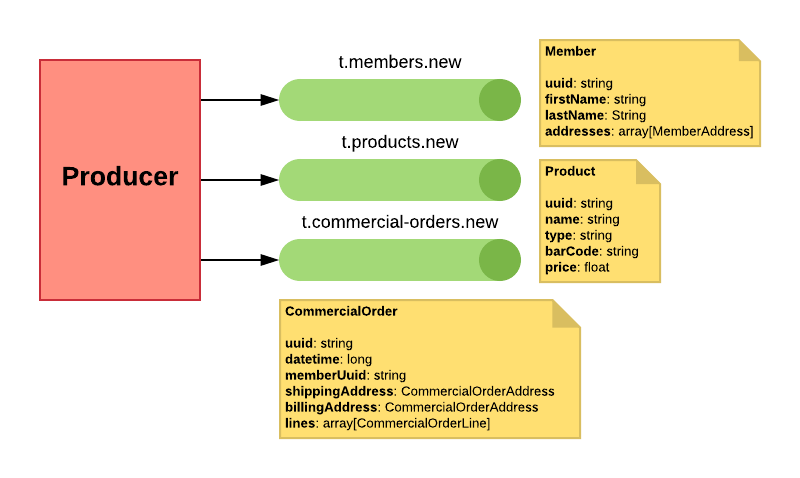 Producer
t.members.new
t.products.new
t.commercial-orders.new
Member
uuid: string
firstName: string
lastName: String
addresses: array[MemberAddress]
Product
uuid: string
name: string
type: string
barCode: string
price: float
CommercialOrder
uuid: string
datetime: long
memberUuid: string
shippingAddress: CommercialOrderAddress
billingAddress: CommercialOrderAddress
lines: array[CommercialOrderLine]